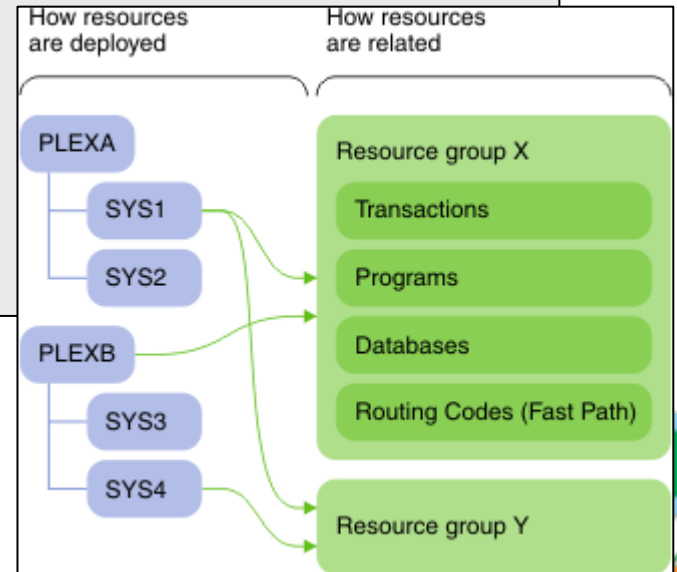 How resources
are deployed
How resources
are related
PLEXA
SYS1
SYS2
PLEXB
SYS3
SYS4
Resource group X
Transactions
Programs
Databases
Routing Codes (Fast Path)
Resource group Y